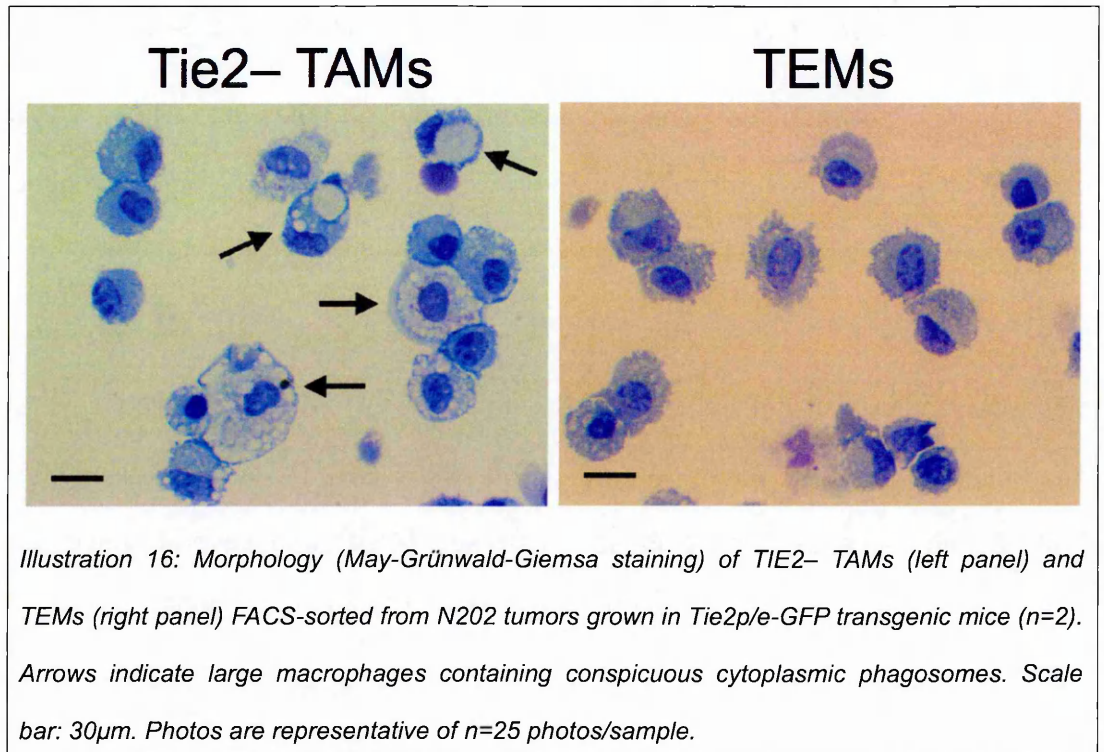 Tie2– TAMs
TEMs
Illustration 16: Morphology (May-Grünwald-Giemsa staining) of TIE2– TAMs (left panel) and
TEMs (right panel) FACS-sorted from N202 tumors grown in Tie2p/e-GFP transgenic mice (n=2).
Arrows indicate large macrophages containing conspicuous cytoplasmic phagosomes. Scale
bar: 30µm. Photos are representative of n=25 photos/sample.